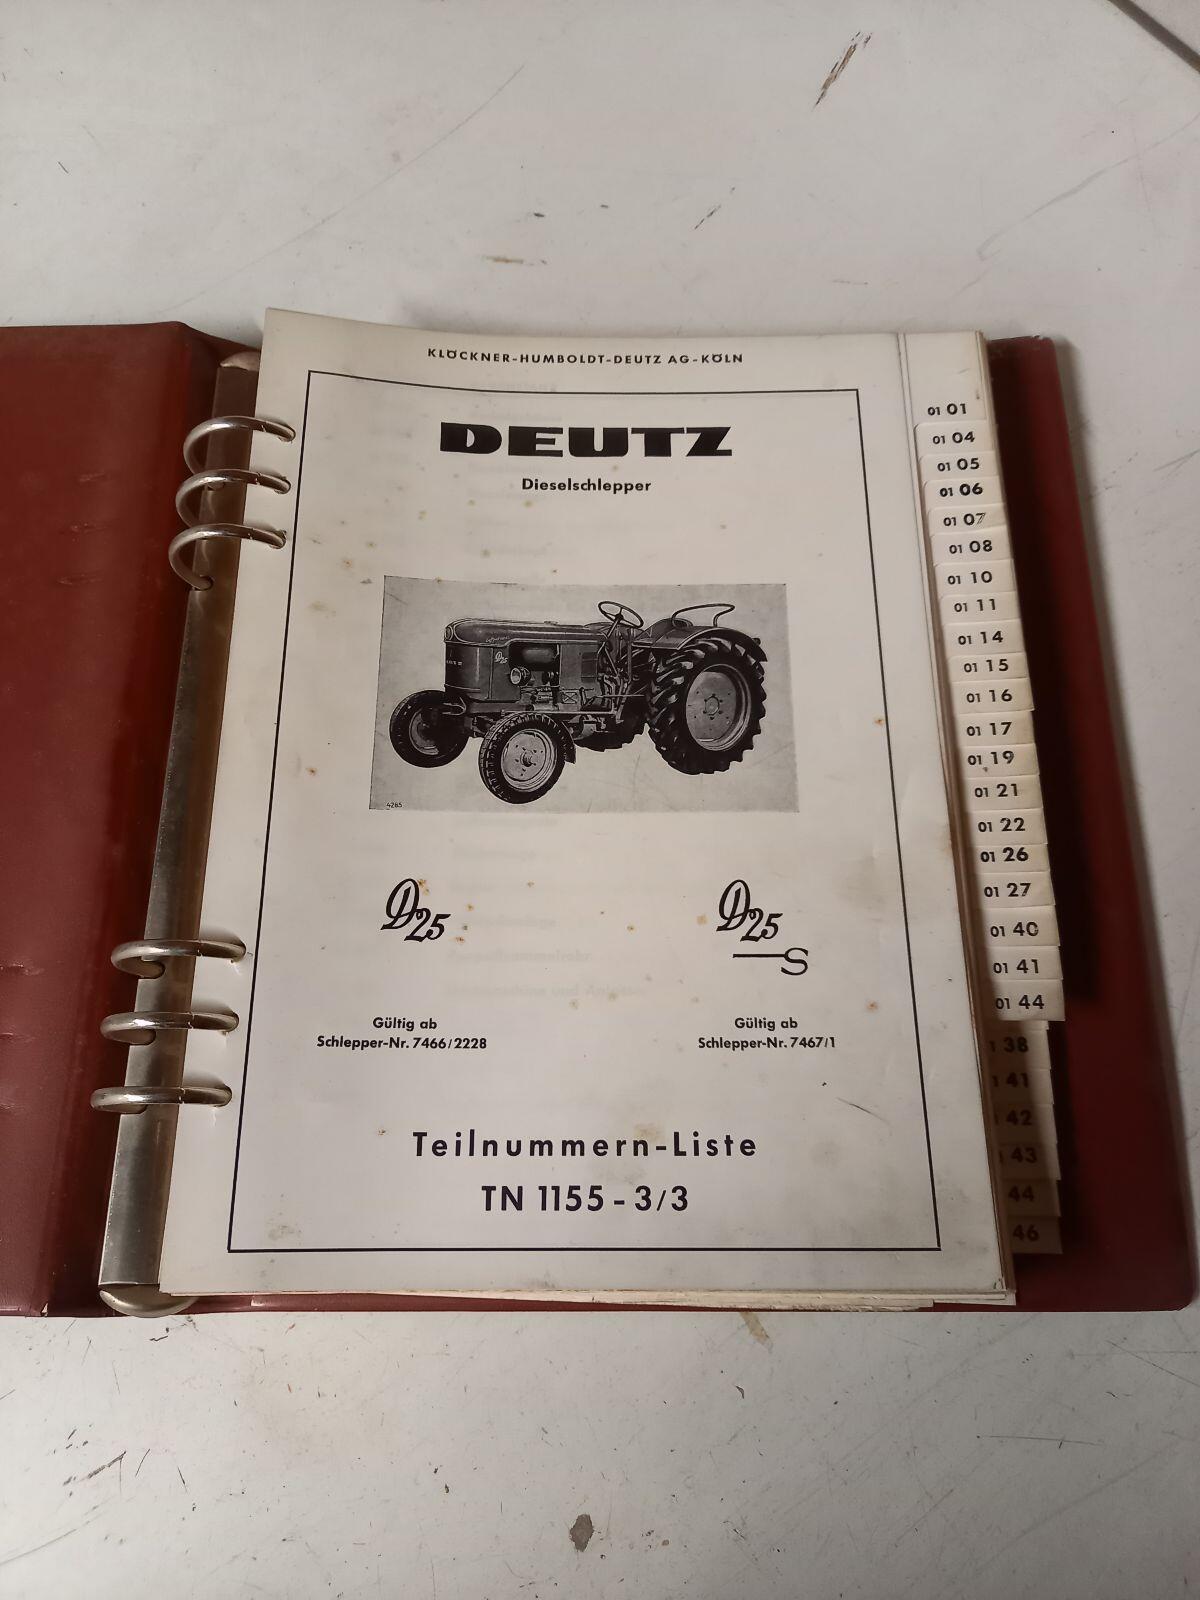 KLÖCKNER-HUMBOLDT-DEUTZ AG-KÖLN
DEUTZ
Dieselschlepper
D25
4285
D25
D25
S
Gültig ab
Schlepper-Nr. 7466/2228
Gültig ab
Schlepper-Nr. 7467/1
Teilnummern-Liste
TN 1155 - 3/3
01 01
01 04
01 05
01 06
01 07
01 08
01 10
01 11
01 14
01 15
01 16
01 17
01 19
01 21
01 22
01 26
01 27
01 40
01 41
01 44
38
41
42
43
44
46